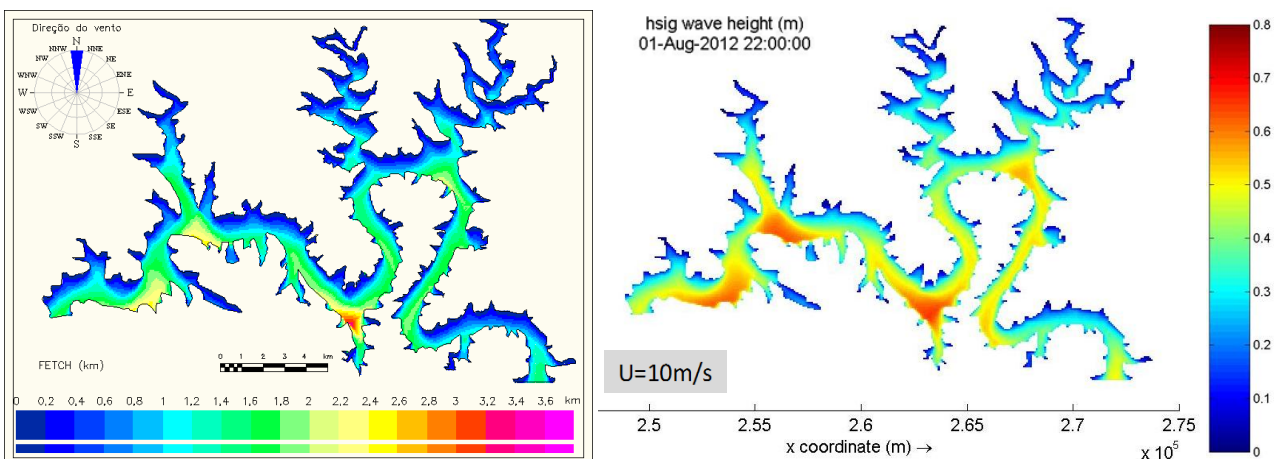 Direção do vento
N
NNW
NNE
NW
NE
WNW
ENE
W
E
WSW
ESE
SW
SE
SSW
SSE
S
0 1 2 3 4 km
FETCH (km)
0 0,2 0,4 0,6 0,8 1 1,2 1,4 1,6 1,8 2 2,2 2,4 2,6 2,8 3 3,2 3,4 3,6 km
hsig wave height (m)
01-Aug-2012 22:00:00
U=10m/s
2.5 2.55 2.6 2.65 2.7 2.75
x coordinate (m) →
x 10^5
0.8
0.7
0.6
0.5
0.4
0.3
0.2
0.1
0